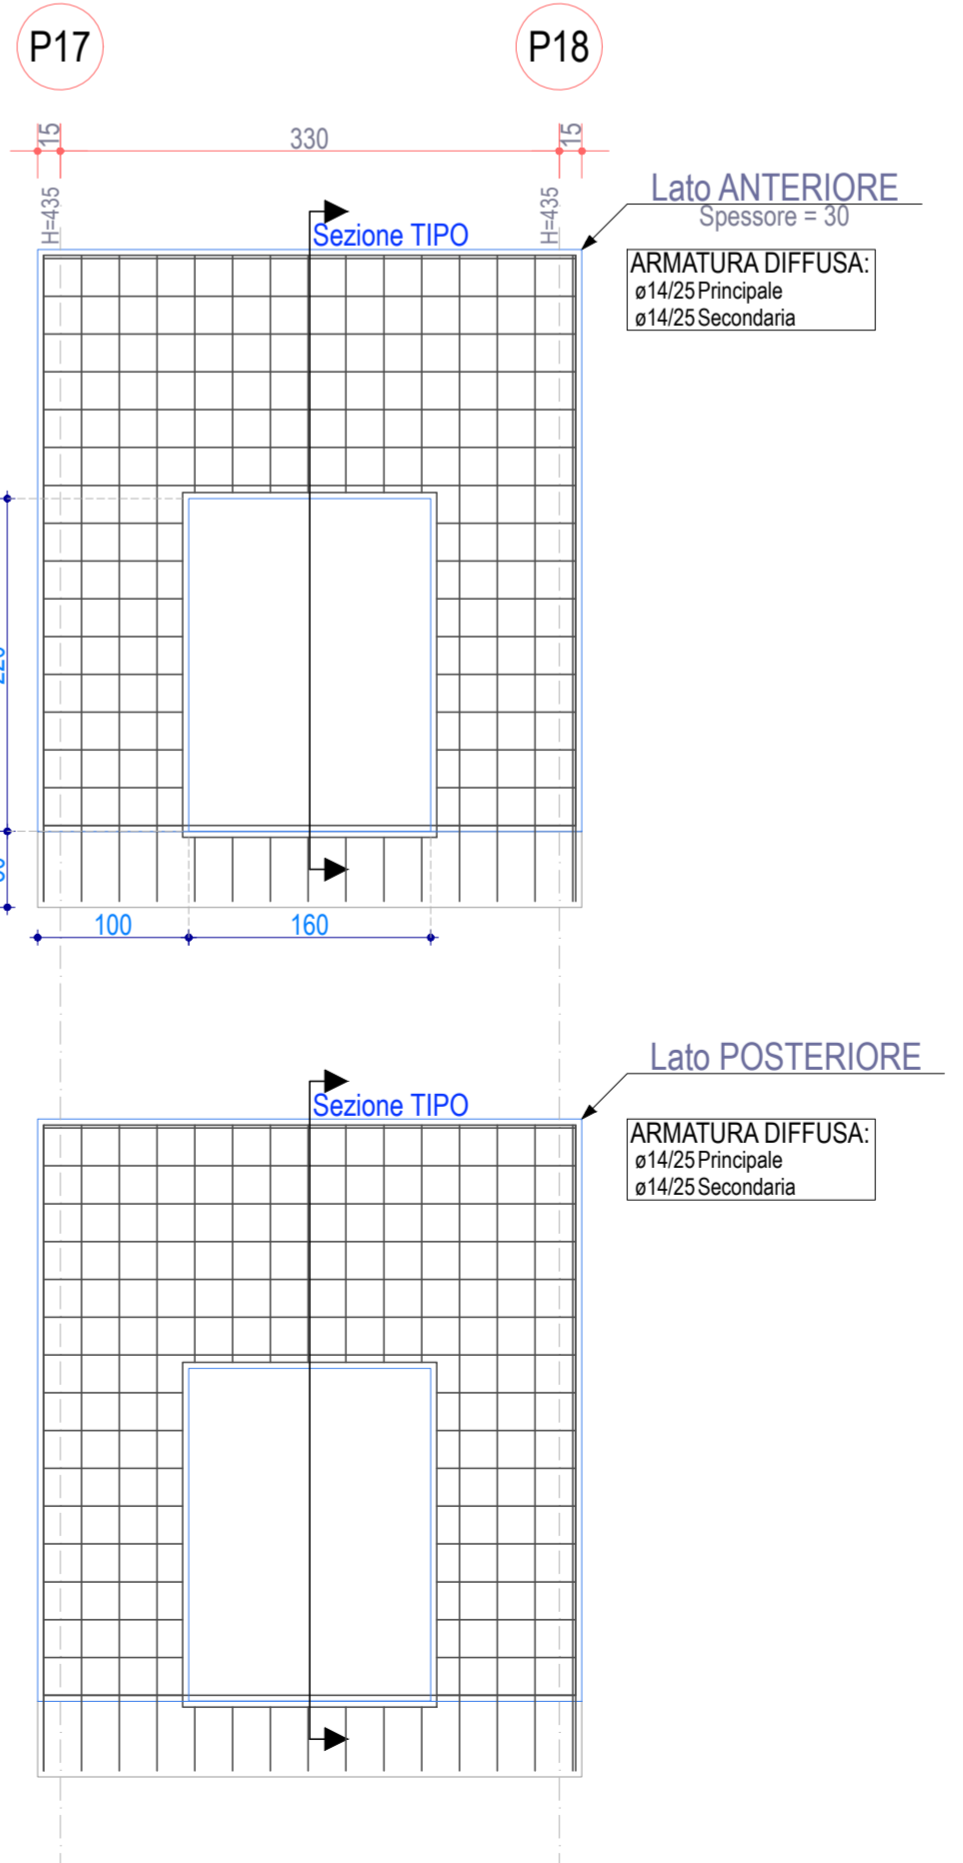 P17 P18
15 330 15
H=435 H=435
Lato ANTERIORE
Spessore = 30
Sezione TIPO
ARMATURA DIFFUSA:
ø14/25 Principale
ø14/25 Secondaria
100 160
Lato POSTERIORE
Sezione TIPO
ARMATURA DIFFUSA:
ø14/25 Principale
ø14/25 Secondaria